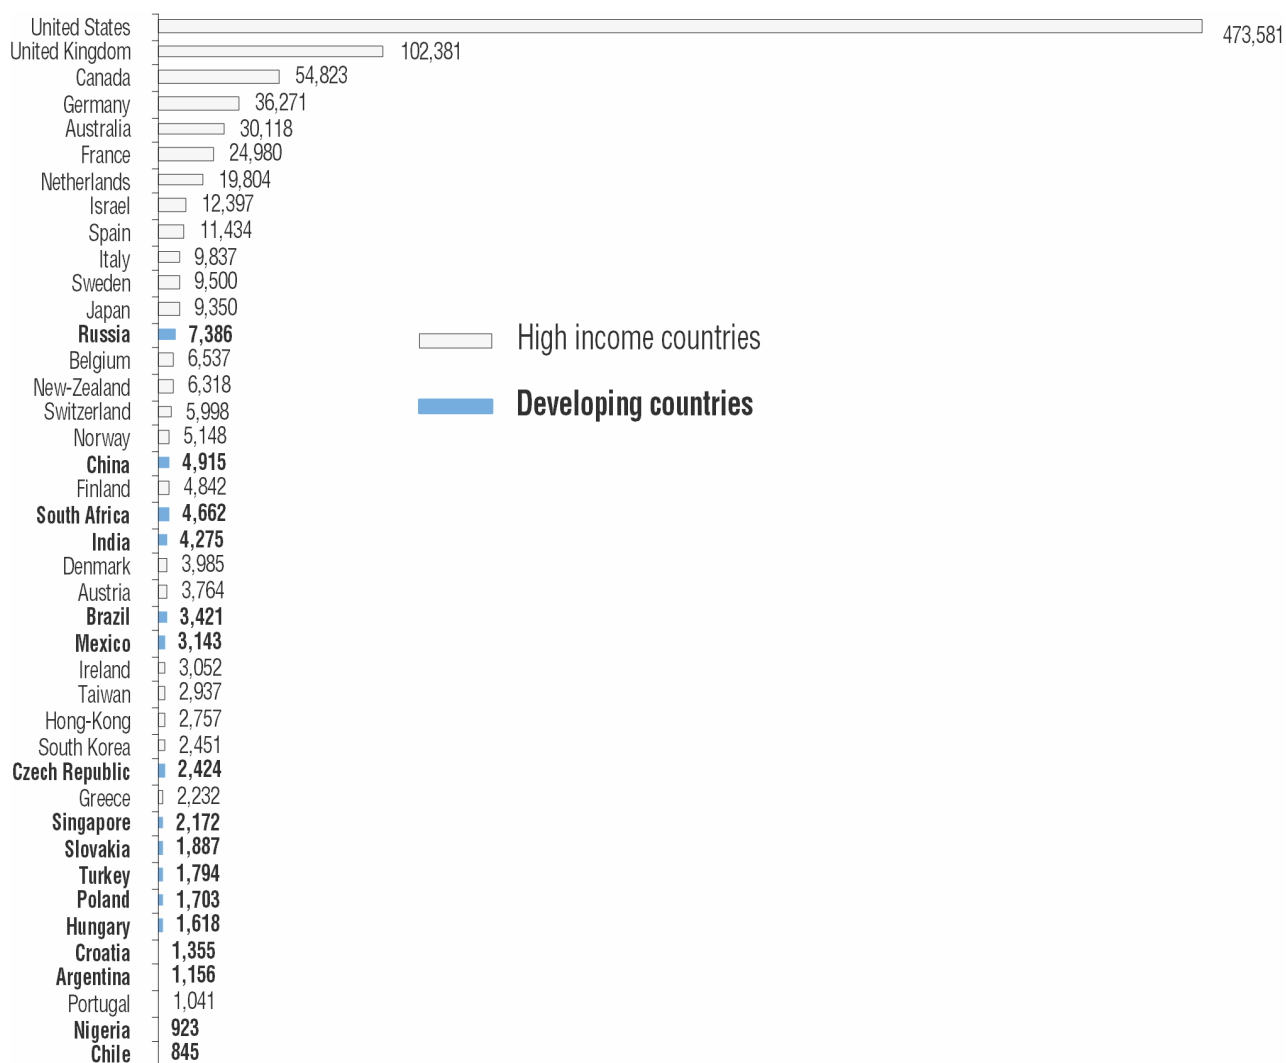 United States 473,581
United Kingdom 102,381
Canada 54,823
Germany 36,271
Australia 30,118
France 24,980
Netherlands 19,804
Israel 12,397
Spain 11,434
Italy 9,837
Sweden 9,500
Japan 9,350
Russia 7,386
High income countries
Belgium 6,537
New-Zealand 6,318
Switzerland 5,998
Developing countries
Norway 5,148
China 4,915
Finland 4,842
South Africa 4,662
India 4,275
Denmark 3,985
Austria 3,764
Brazil 3,421
Mexico 3,143
Ireland 3,052
Taiwan 2,937
Hong-Kong 2,757
South Korea 2,451
Czech Republic 2,424
Greece 2,232
Singapore 2,172
Slovakia 1,887
Turkey 1,794
Poland 1,703
Hungary 1,618
Croatia 1,355
Argentina 1,156
Portugal 1,041
Nigeria 923
Chile 845